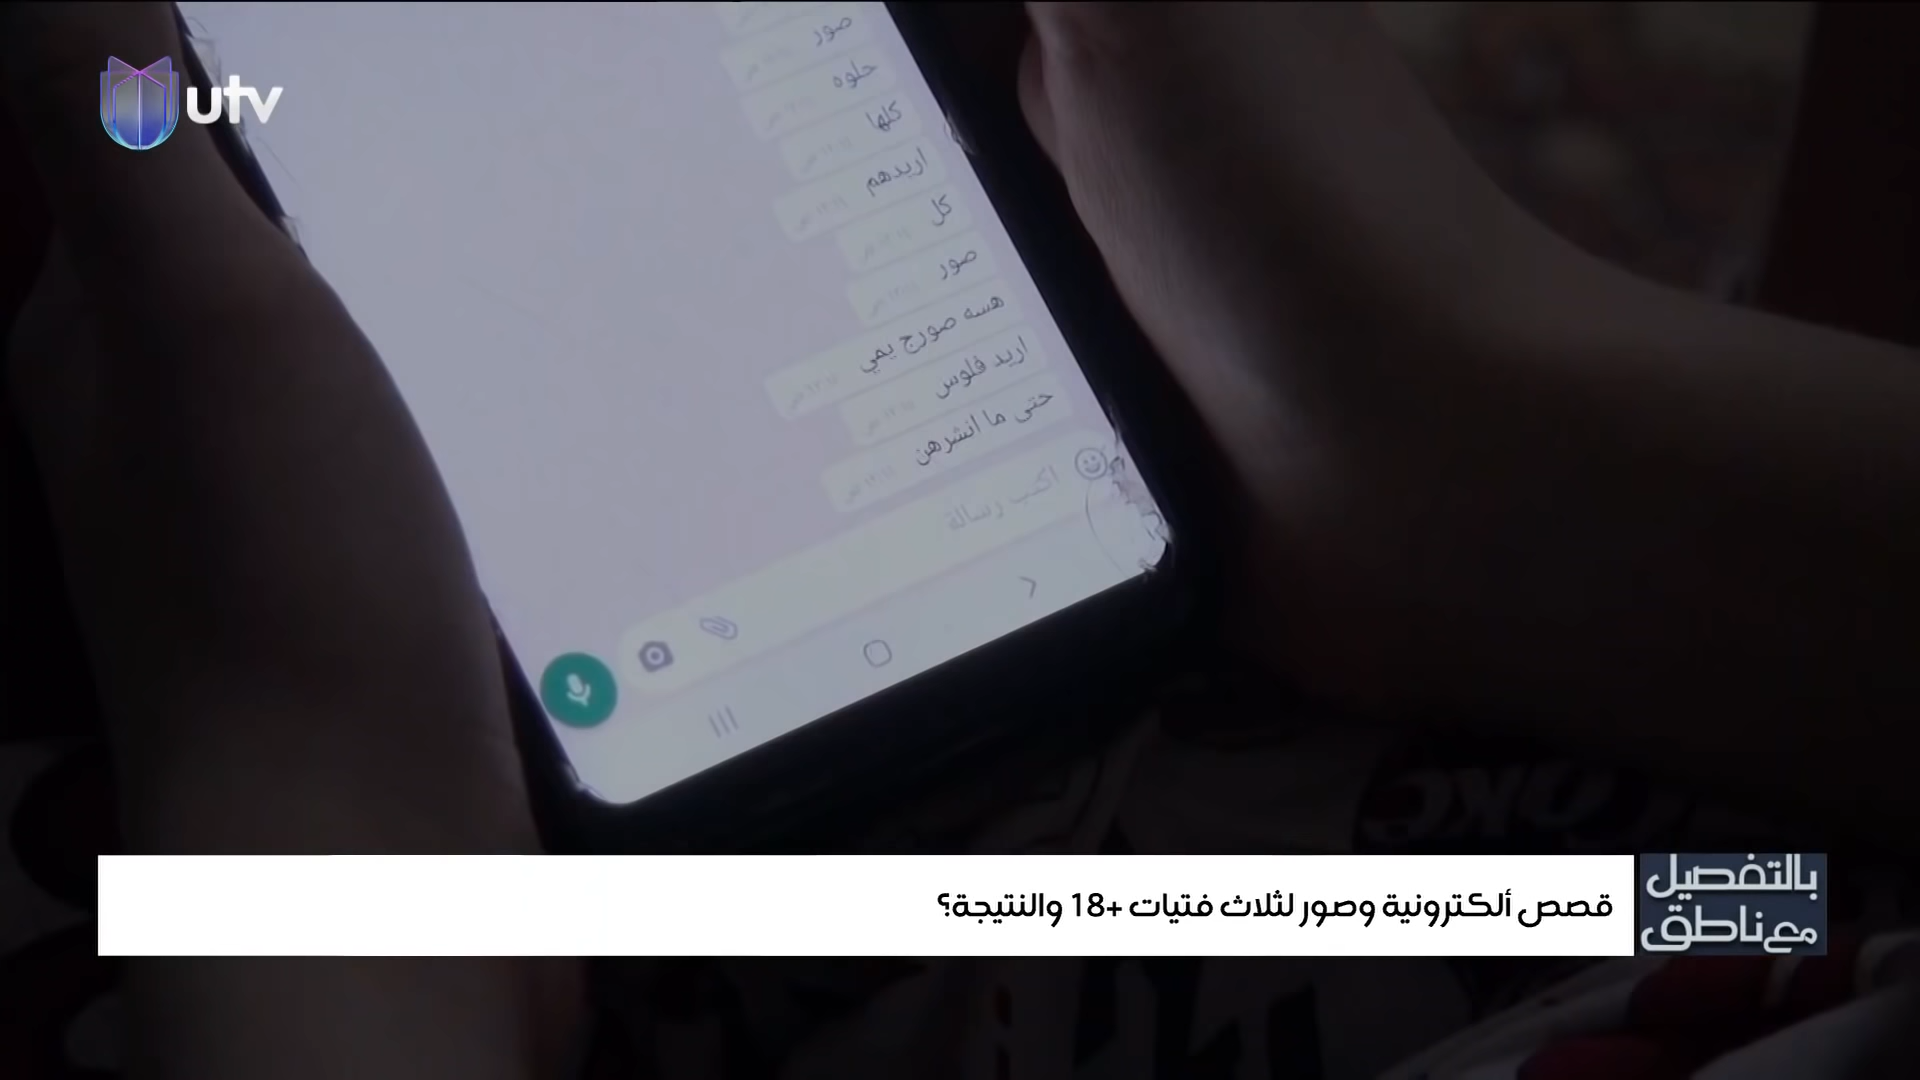 utv
صور
حلوه
كلها
اريدهم
كل
صور
هسه صورج يمي
اريد فلوس
حتى ما انشرهن
اكتب رسالة
قصص ألكترونية وصور لثلاث فتيات +18 والنتيجة؟
بالتفصيل
مع ناطق